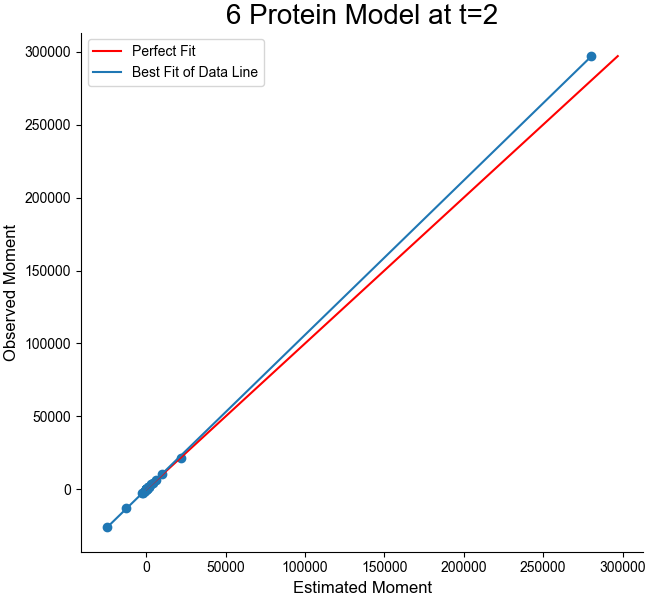 6 Protein Model at t=2
Perfect Fit
Best Fit of Data Line
300000
250000
200000
150000
100000
50000
0
Observed Moment
0 50000 100000 150000 200000 250000 300000
Estimated Moment